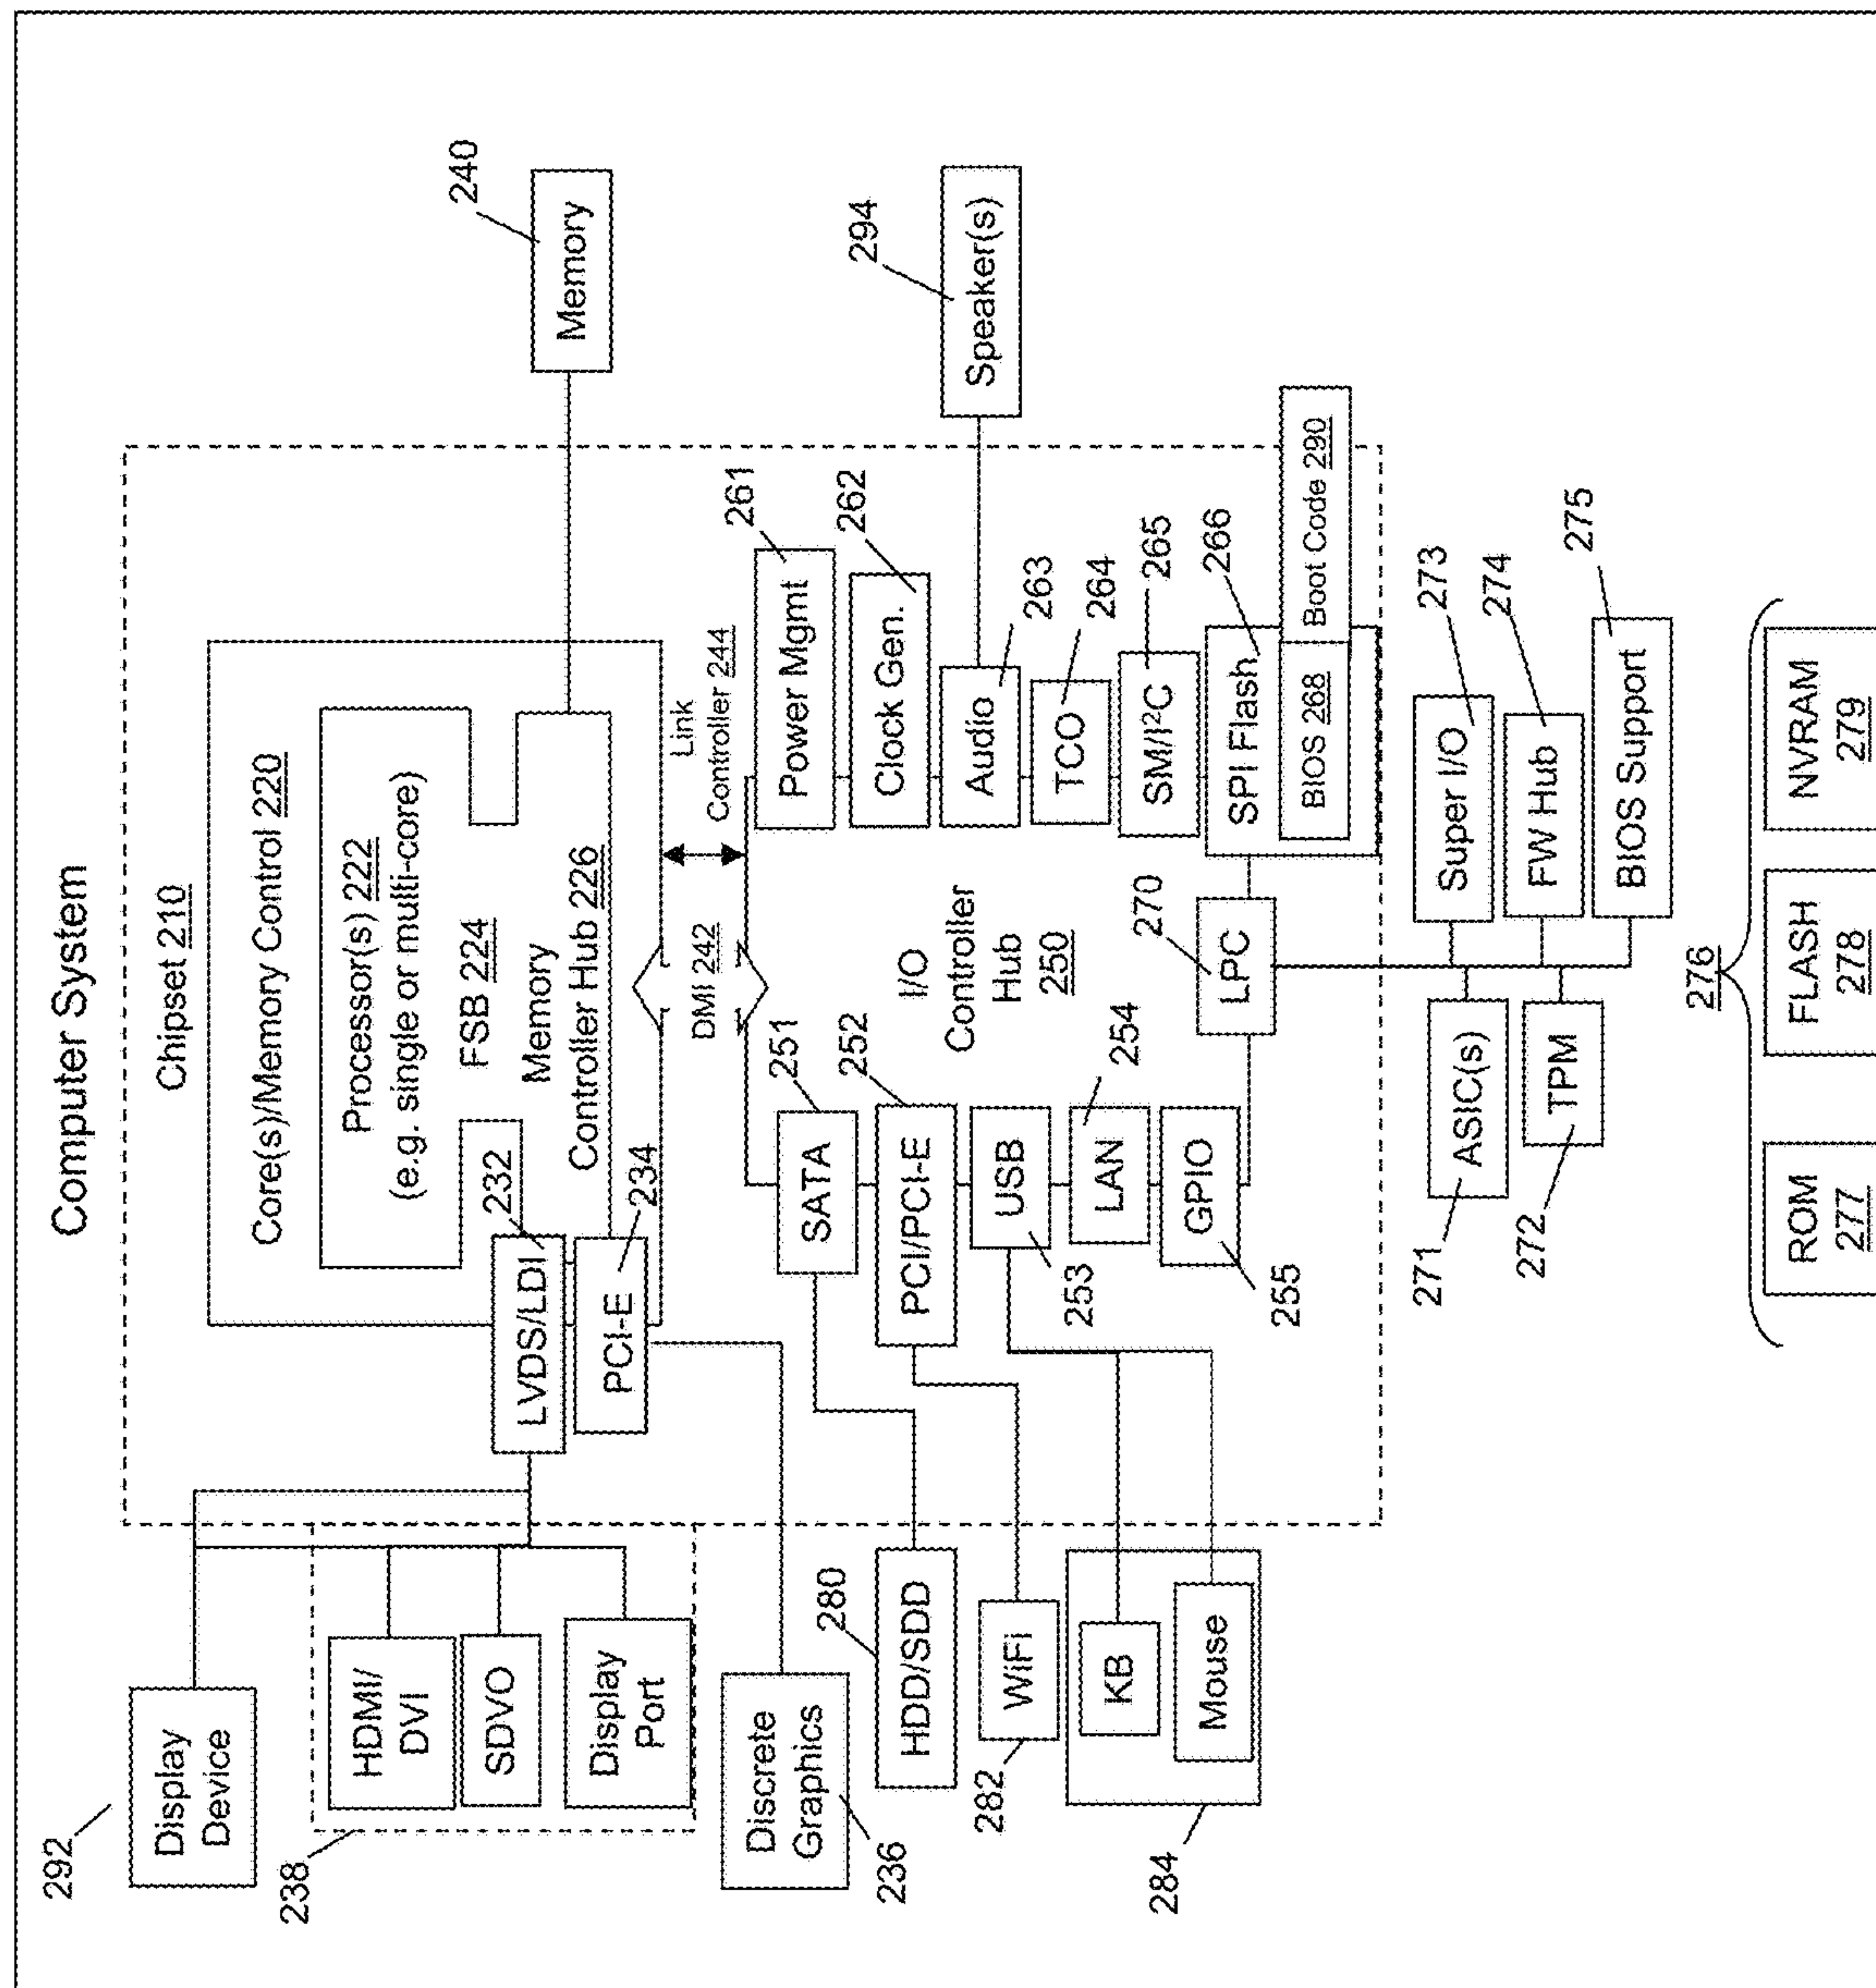 Computer System
292
Display
Device
238
HDMI/
DVI
SDVO
Display
Port
Discrete
Graphics
236
280
HDD/SDD
282
WiFi
KB
Mouse
284
Chipset 210
Core(s)/Memory Control 220
Processor(s) 222
(e.g. single or multi-core)
FSB 224
Memory
Controller Hub 226
232
LVDS/LDI
234
PCI-E
240
Memory
DMI 242
Link
Controller 244
I/O
Controller
Hub
250
251
SATA
252
PCI/PCI-E
USB
253
254
LAN
GPIO
255
261
Power Mgmt
262
Clock Gen.
Audio
263
294
Speaker(s)
TCO
264
SM/I²C
265
SPI Flash
266
BIOS 268
Boot Code 290
270
LPC
271
ASIC(s)
272
TPM
Super I/O
273
FW Hub
274
BIOS Support
275
276
ROM
277
FLASH
278
NVRAM
279